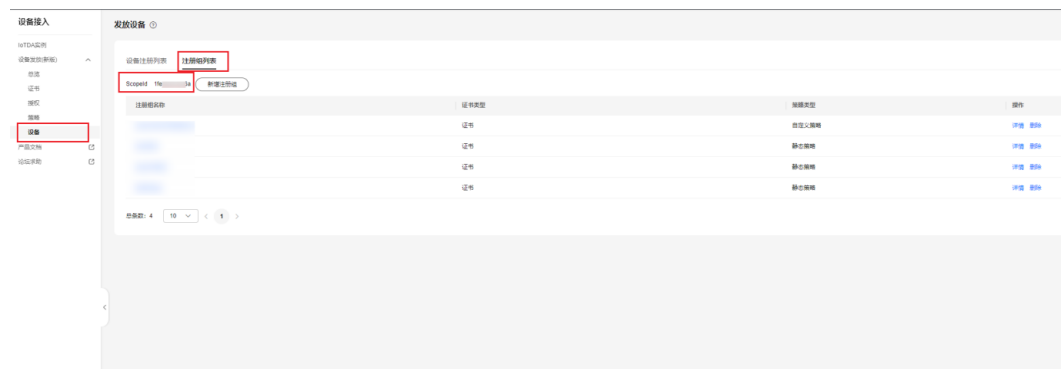 设备接入
IoTDA实例
设备发放(新版)
总览
证书
授权
策略
设备
产品文档
论坛求助
发放设备
设备注册列表 注册组列表
ScopeId 新增注册组
注册组名称 证书类型 策略类型 操作
证书 自定义策略 详情 删除
证书 静态策略 详情 删除
证书 静态策略 详情 删除
证书 静态策略 详情 删除
总条数: 4 10 < 1 >